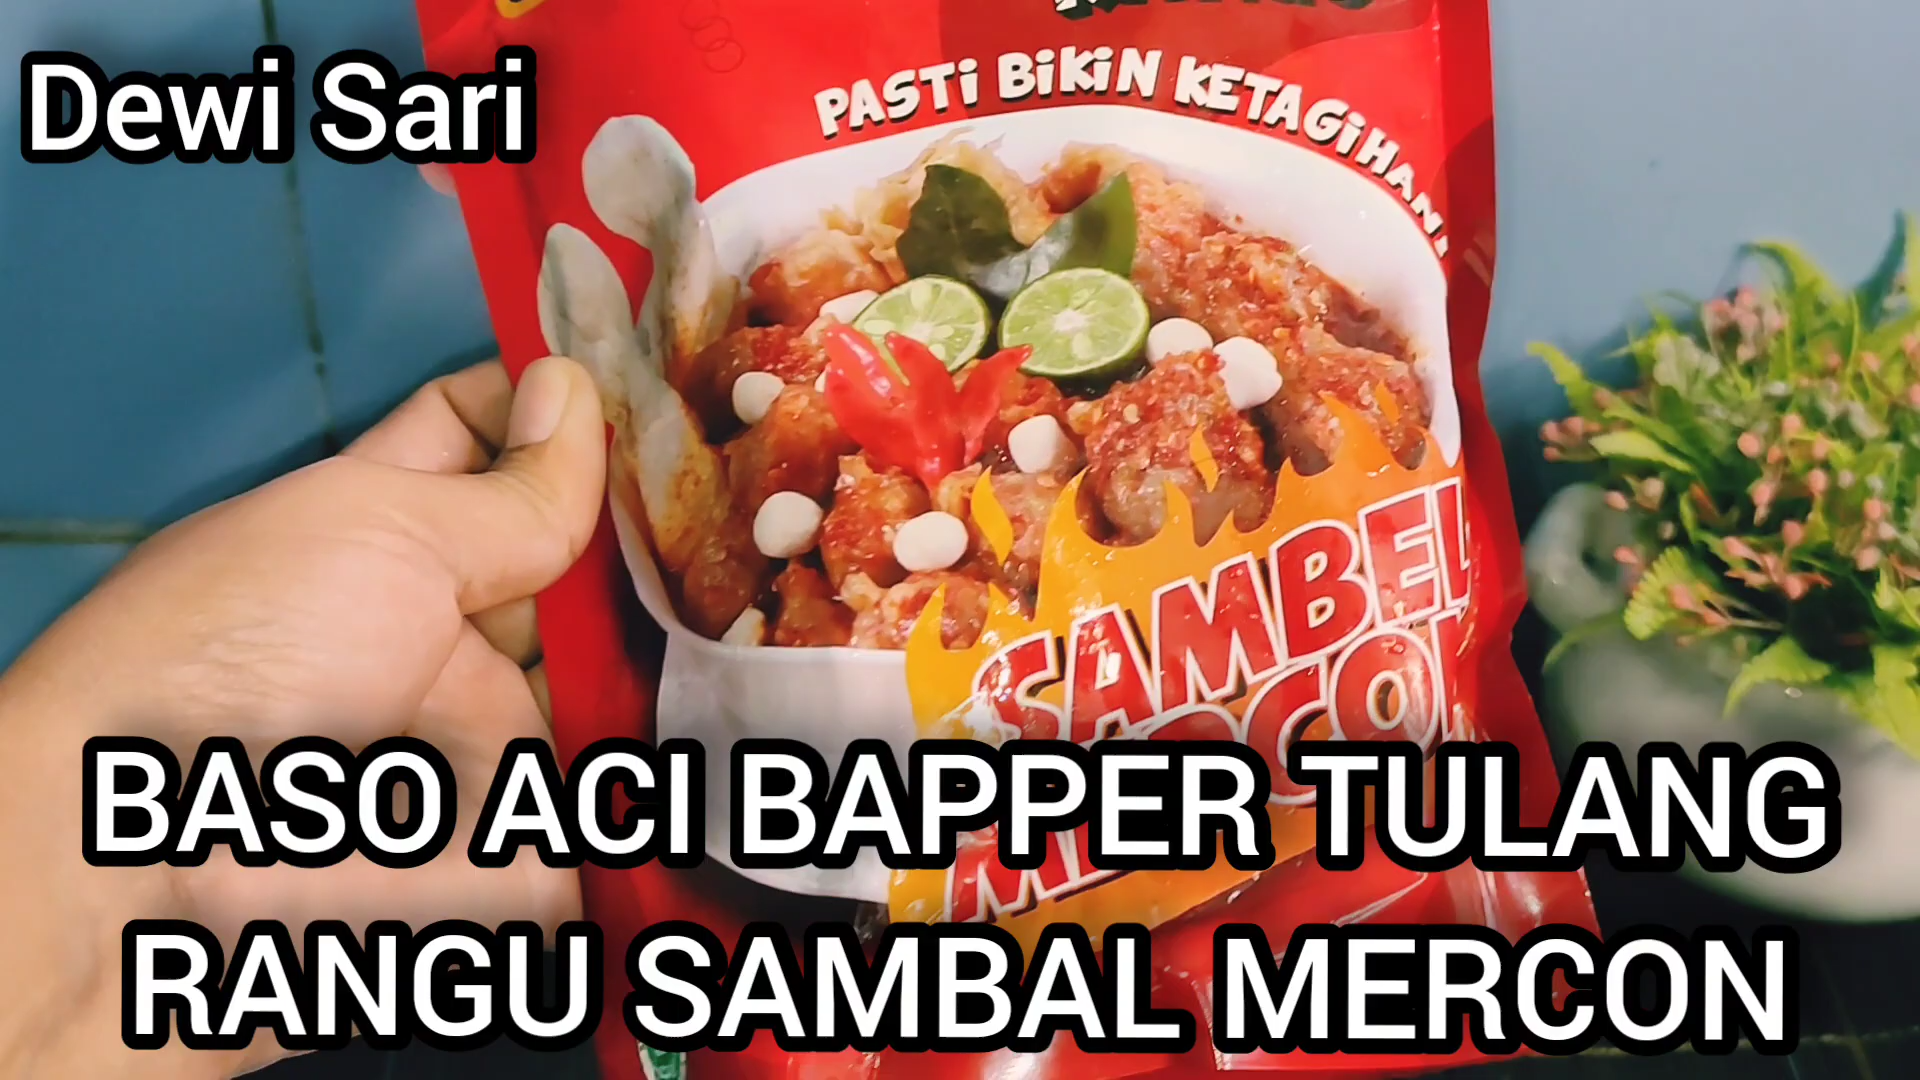 Dewi Sari
PASTI BIKIN KETAGIHAN!
SAMBEL
BASO ACI BAPPER TULANG
RANGU SAMBAL MERCON